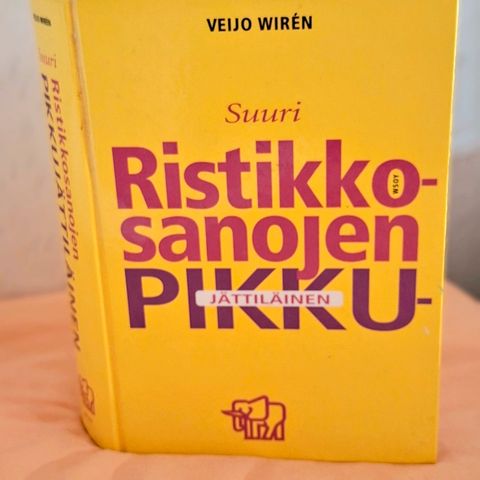 VEIJO WIRÉN
Suuri
Ristikko-
WSOY
sanojen
PIKKU-
JÄTTILÄINEN
Suuri
Ristikkosanojen
PIKKUJÄTTILÄINEN